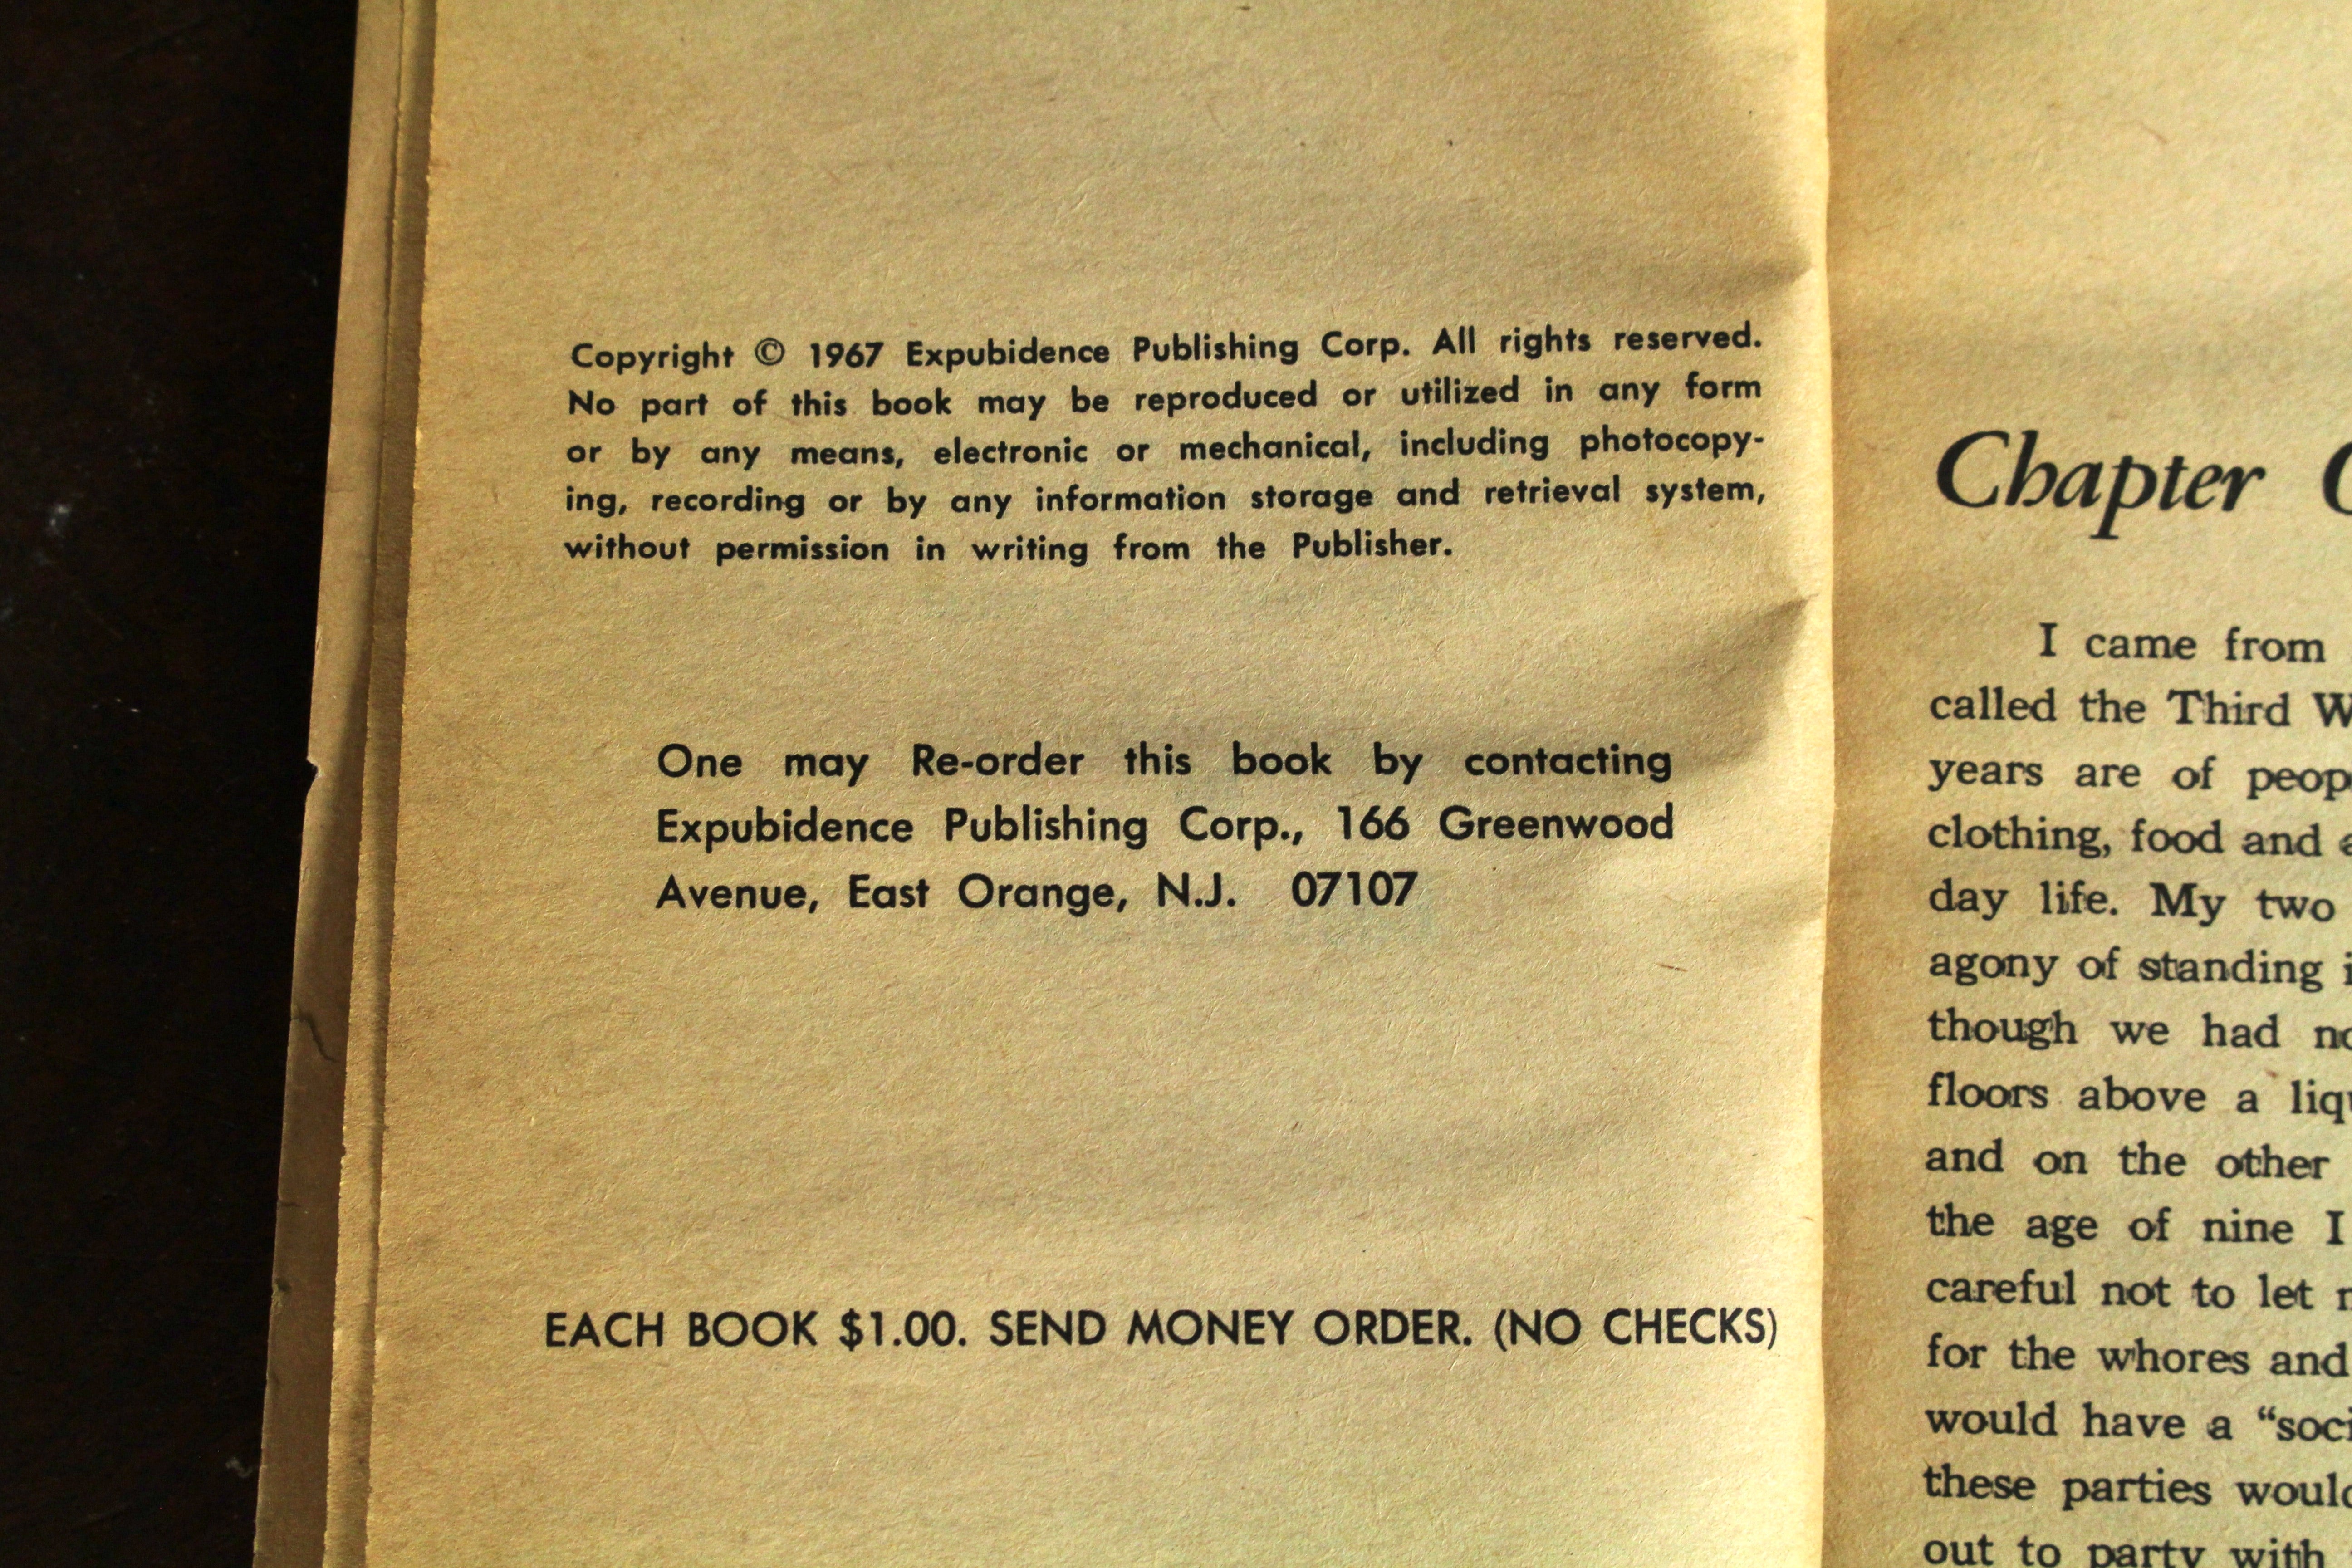 Copyright © 1967 Expubidence Publishing Corp. All rights reserved.
No part of this book may be reproduced or utilized in any form
or by any means, electronic or mechanical, including photocopy-
ing, recording or by any information storage and retrieval system,
without permission in writing from the Publisher.
One may Re-order this book by contacting
Expubidence Publishing Corp., 166 Greenwood
Avenue, East Orange, N.J. 07107
EACH BOOK $1.00. SEND MONEY ORDER. (NO CHECKS)
Chapter
I came from
called the Third
years are of
clothing, food and
day life. My two
agony of standing
though we had
floors above a
and on the other
the age of nine I
careful not to let
for the whores and
would have a
these parties
out to party with